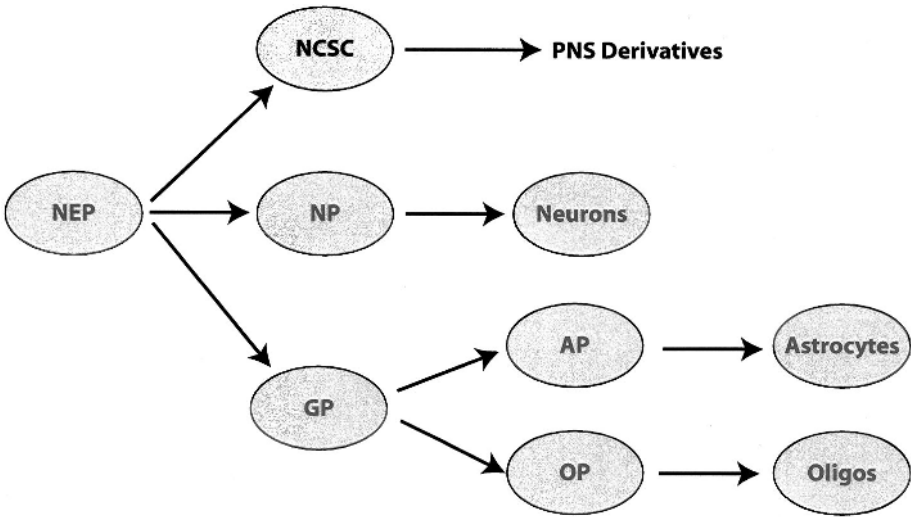 NCSC
PNS Derivatives
NEP
NP
Neurons
AP
Astrocytes
GP
OP
Oligos